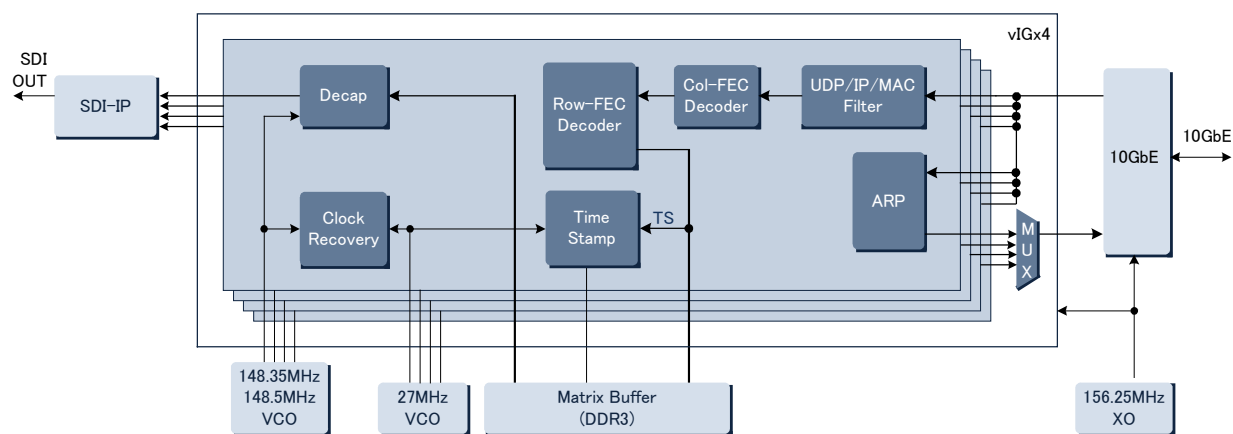 vIGx4
SDI
OUT
SDI-IP
Decap
Row-FEC
Decoder
Col-FEC
Decoder
UDP/IP/MAC
Filter
10GbE
10GbE
ARP
Clock
Recovery
Time
Stamp
TS
MUX
148.35MHz
148.5MHz
VCO
27MHz
VCO
Matrix Buffer
(DDR3)
156.25MHz
XO